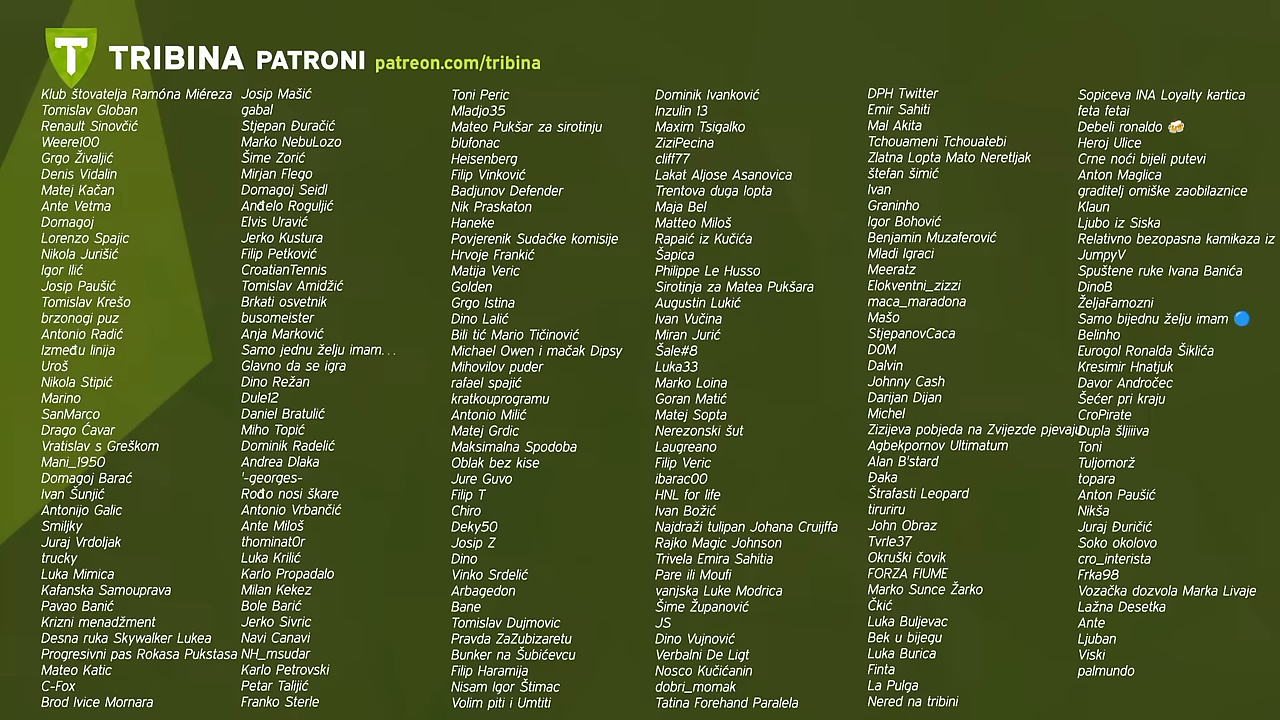 TRIBINA PATRONI patreon.com/tribina
Klub štovatelja Ramóna Miéreza
Tomislav Globan
Renault Sinovčić
Weere100
Grgo Živaljić
Denis Vidalin
Matej Kačan
Ante Vetma
Domagoj
Lorenzo Spajic
Nikola Jurišić
Igor Ilić
Josip Paušić
Tomislav Krešo
brzonogi puz
Antonio Radić
Između linija
Uroš
Nikola Stipić
Marino
SanMarco
Drago Ćavar
Vratislav s Greškom
Mani_1950
Domagoj Barać
Ivan Šunjić
Antonijo Galic
Smiljky
Juraj Vrdoljak
trucky
Luka Mimica
Kafanska Samouprava
Pavao Banić
Krizni menadžment
Desna ruka Skywalker Lukea
Progresivni pas Rokasa Pukstasa
Mateo Katic
C-Fox
Brod Ivice Mornara
Josip Mašić
gabal
Stjepan Đuračić
Marko NebuLozo
Šime Zorić
Mirjan Flego
Domagoj Seidl
Anđelo Roguljić
Elvis Uravić
Jerko Kustura
Filip Petković
CroatianTennis
Tomislav Amidžić
Brkati osvetnik
busomeister
Anja Marković
Samo jednu želju imam...
Glavno da se igra
Dino Režan
Dule12
Daniel Bratulić
Miho Topić
Dominik Radelić
Andrea Dlaka
'-georges-
Rođo nosi škare
Antonio Vrbančić
Ante Miloš
thominat0r
Luka Krilić
Karlo Propadalo
Milan Kekez
Bole Barić
Jerko Sivric
Navi Canavi
NH_msudar
Karlo Petrovski
Petar Talijić
Franko Sterle
Toni Peric
Mladjo35
Mateo Pukšar za sirotinju
blufonac
Heisenberg
Filip Vinković
Badjunov Defender
Nik Praskaton
Haneke
Povjerenik Sudačke komisije
Hrvoje Frankić
Matija Veric
Golden
Grgo Istina
Dino Lalić
Bili tić Mario Tičinović
Michael Owen i mačak Dipsy
Mihovilov puder
rafael spajić
kratkouprogramu
Antonio Milić
Matej Grdic
Maksimalna Spodoba
Oblak bez kise
Jure Guvo
Filip T
Chiro
Deky50
Josip Z
Dino
Vinko Srdelić
Arbagedon
Bane
Tomislav Dujmovic
Pravda ZaZubizaretu
Bunker na Šubićevcu
Filip Haramija
Nisam Igor Štimac
Volim piti i Umtiti
Dominik Ivanković
Inzulin 13
Maxim Tsigalko
ZiziPecina
cliff77
Lakat Aljose Asanovica
Trentova duga lopta
Maja Bel
Matteo Miloš
Rapaić iz Kučića
Šapica
Philippe Le Husso
Sirotinja za Matea Pukšara
Augustin Lukić
Ivan Vučina
Miran Jurić
Šale#8
Luka33
Marko Loina
Goran Matić
Matej Sopta
Nerezonski šut
Laugreano
Filip Veric
ibarac00
HNL for life
Ivan Božić
Najdraži tulipan Johana Cruijffa
Rajko Magic Johnson
Trivela Emira Sahitia
Pare ili Moufi
vanjska Luke Modrica
Šime Županović
JS
Dino Vujnović
Verbalni De Ligt
Nosco Kučićanin
dobri_momak
Tatina Forehand Paralela
DPH Twitter
Emir Sahiti
Mal Akita
Tchouameni Tchouatebi
Zlatna Lopta Mato Neretljak
štefan šimić
Ivan
Graninho
Igor Bohović
Benjamin Muzaferović
Mladi Igraci
Meeratz
Elokventni_zizzi
maca_maradona
Mašo
StjepanovCaca
D0M
Dalvin
Johnny Cash
Darijan Dijan
Michel
Zizijeva pobjeda na Zvijezde pjevaju
Agbekpornov Ultimatum
Alan B'stard
Đaka
Štrafasti Leopard
tiruriru
John Obraz
Tvrle37
Okruški čovik
FORZA FIUME
Marko Sunce Žarko
Čkić
Luka Buljevac
Bek u bijegu
Luka Burica
Finta
La Pulga
Nered na tribini
Sopiceva INA Loyalty kartica
feta fetai
Debeli ronaldo 🍻
Heroj Ulice
Crne noći bijeli putevi
Anton Maglica
graditelj omiške zaobilaznice
Klaun
Ljubo iz Siska
Relativno bezopasna kamikaza iz
JumpyV
Spuštene ruke Ivana Banića
DinoB
ŽeljaFamozni
Samo bijednu želju imam 🔵
Belinho
Eurogol Ronalda Šiklića
Kresimir Hnatjuk
Davor Andročec
Šećer pri kraju
CroPirate
Dupla šljiiiva
Toni
Tuljomorž
topara
Anton Paušić
Nikša
Juraj Đuričić
Soko okolovo
cro_interista
Frka98
Vozačka dozvola Marka Livaje
Lažna Desetka
Ante
Ljuban
Viski
palmundo